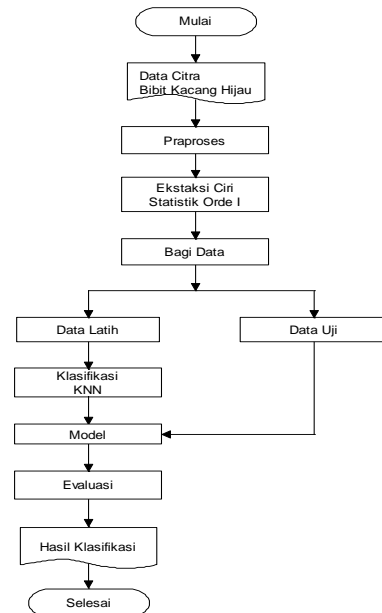 Mulai
Data Citra
Bibit Kacang Hijau
Praproses
Ekstaksi Ciri
Statistik Orde I
Bagi Data
Data Latih
Data Uji
Klasifikasi
KNN
Model
Evaluasi
Hasil Klasifikasi
Selesai